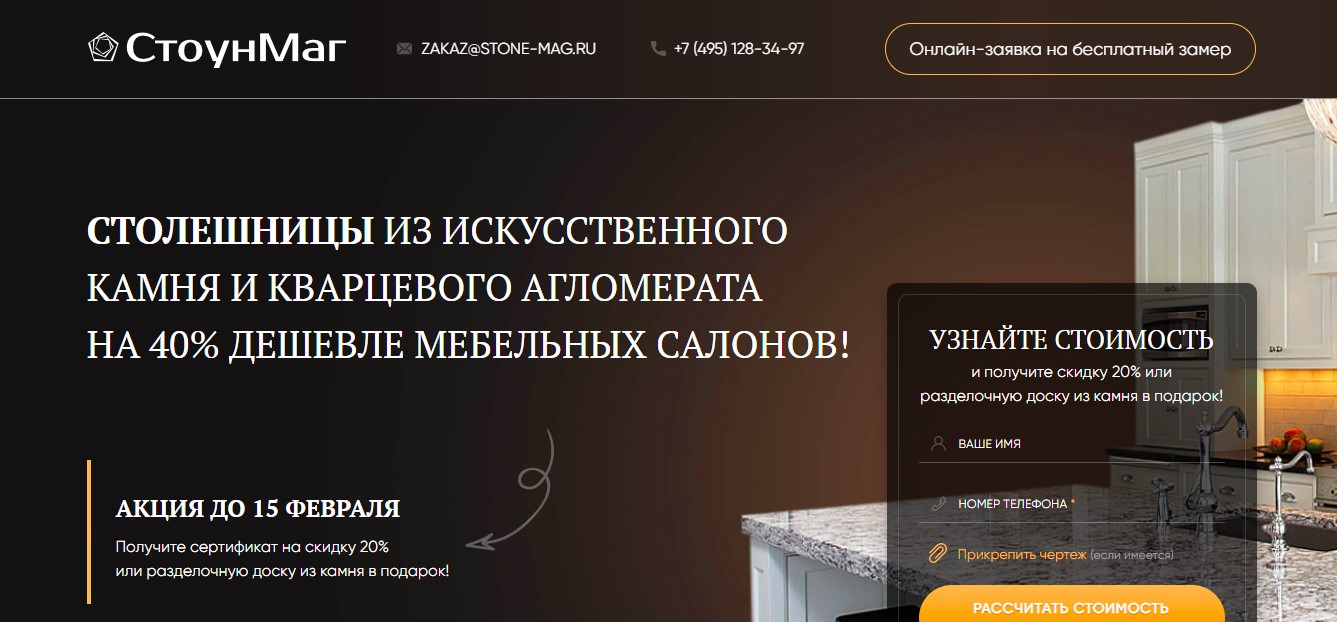 СтоунМаг
ZAKAZ@STONE-MAG.RU
+7 (495) 128-34-97
Онлайн-заявка на бесплатный замер
СТОЛЕШНИЦЫ ИЗ ИСКУССТВЕННОГО
КАМНЯ И КВАРЦЕВОГО АГЛОМЕРАТА
НА 40% ДЕШЕВЛЕ МЕБЕЛЬНЫХ САЛОНОВ!
АКЦИЯ ДО 15 ФЕВРАЛЯ
Получите сертификат на скидку 20%
или разделочную доску из камня в подарок!
УЗНАЙТЕ СТОИМОСТЬ
и получите скидку 20% или
разделочную доску из камня в подарок!
ВАШЕ ИМЯ
НОМЕР ТЕЛЕФОНА *
Прикрепить чертеж (если имеется)
РАССЧИТАТЬ СТОИМОСТЬ